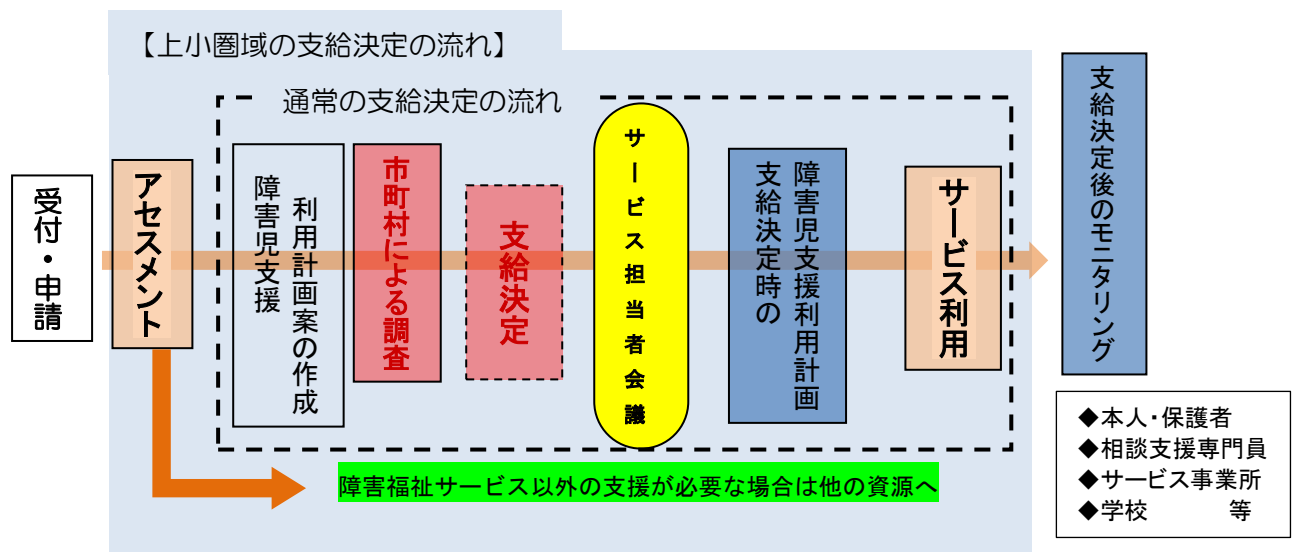 【上小圏域の支給決定の流れ】
通常の支給決定の流れ
受付・申請
アセスメント
障害児支援
利用計画案の作成
市町村による調査
支給決定
サービス担当者会議
支給決定時の
障害児支援利用計画
サービス利用
支給決定後のモニタリング
障害福祉サービス以外の支援が必要な場合は他の資源へ
◆本人・保護者
◆相談支援専門員
◆サービス事業所
◆学校　　　等